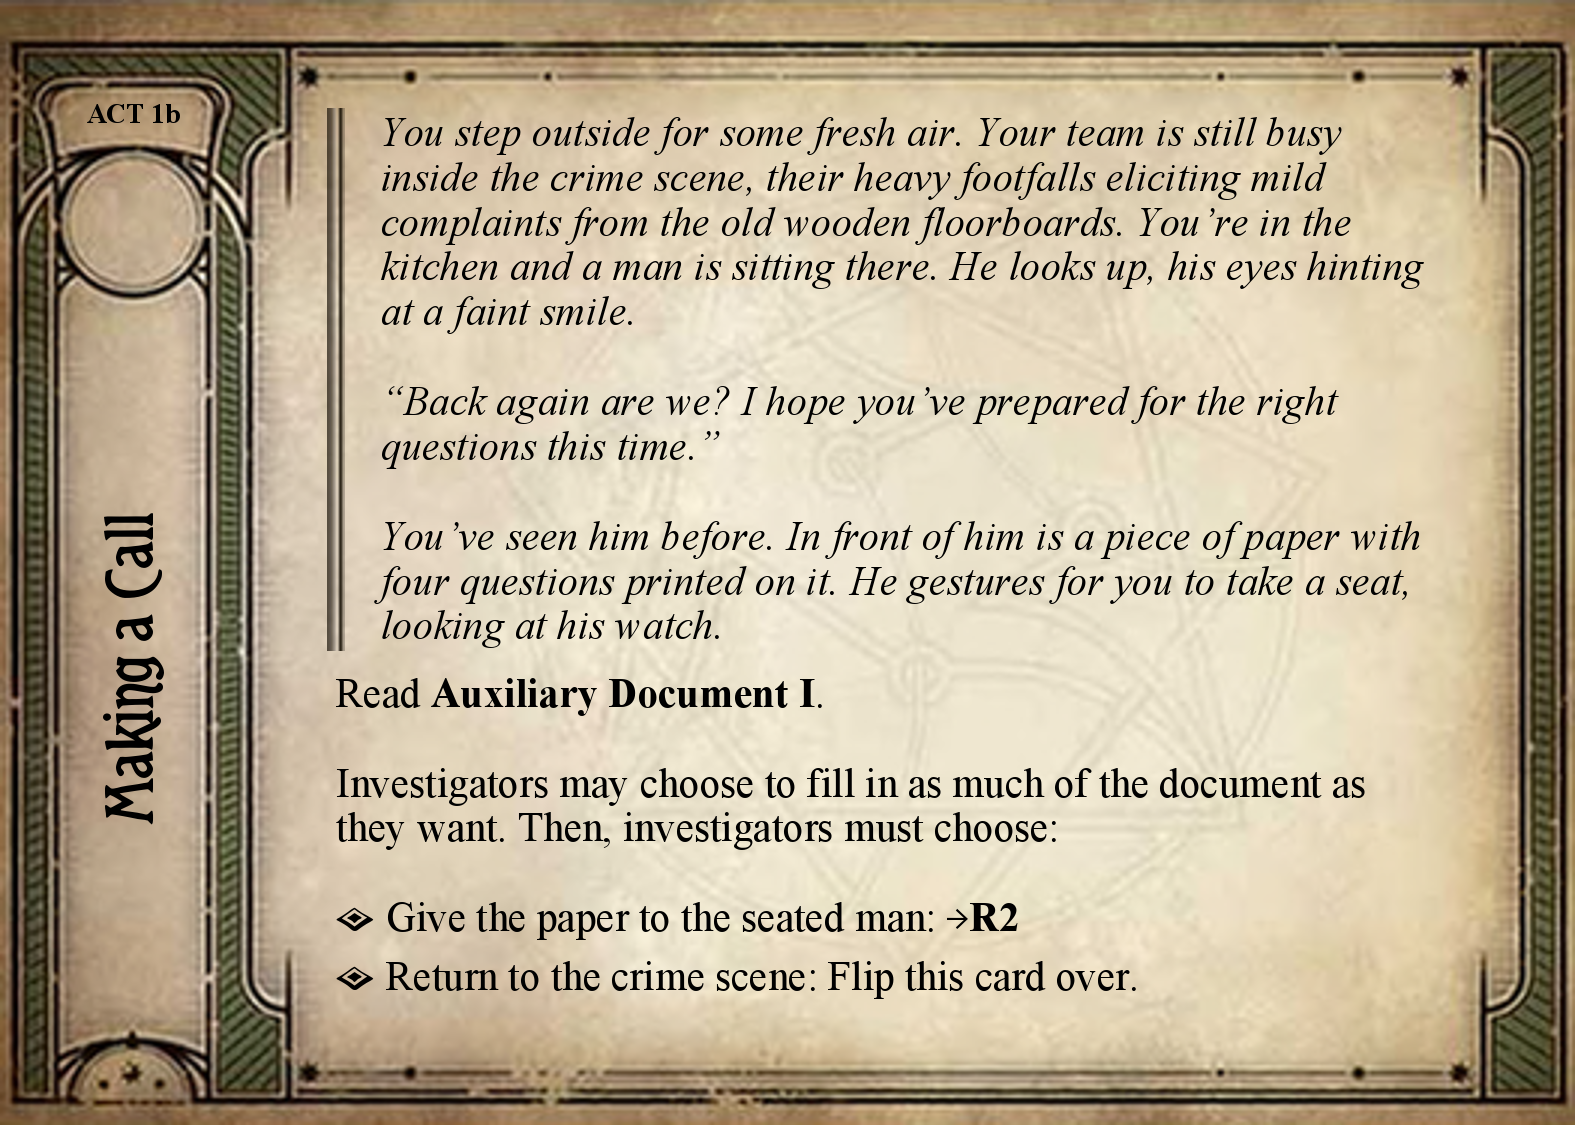 ACT 1b
Making a Call
You step outside for some fresh air. Your team is still busy
inside the crime scene, their heavy footfalls eliciting mild
complaints from the old wooden floorboards. You’re in the
kitchen and a man is sitting there. He looks up, his eyes hinting
at a faint smile.
“Back again are we? I hope you’ve prepared for the right
questions this time.”
You’ve seen him before. In front of him is a piece of paper with
four questions printed on it. He gestures for you to take a seat,
looking at his watch.
Read Auxiliary Document I.
Investigators may choose to fill in as much of the document as
they want. Then, investigators must choose:
Give the paper to the seated man: →R2
Return to the crime scene: Flip this card over.